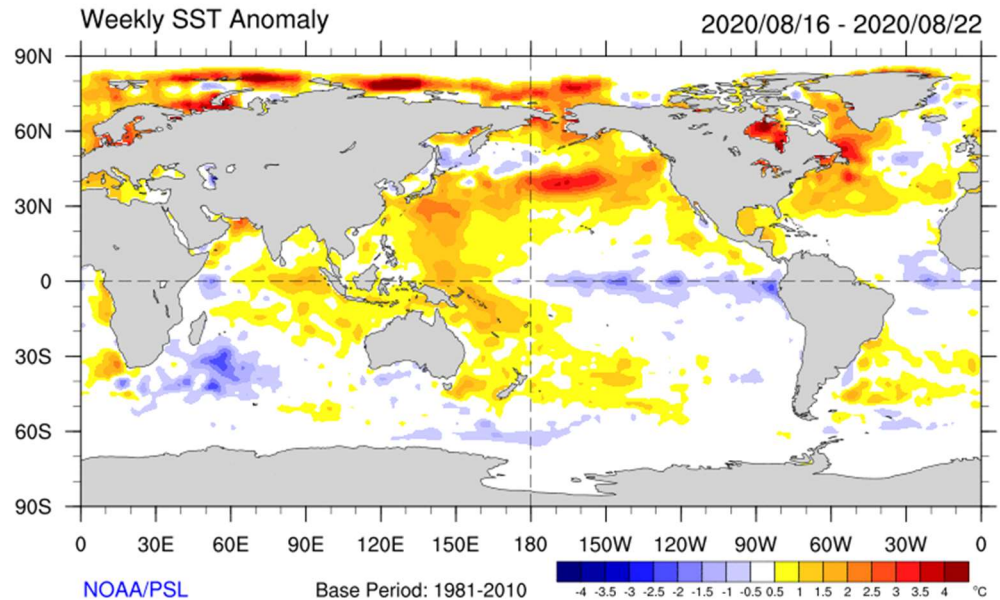 Weekly SST Anomaly 2020/08/16 - 2020/08/22
90N
60N
30N
0
30S
60S
90S
0 30E 60E 90E 120E 150E 180 150W 120W 90W 60W 30W 0
NOAA/PSL Base Period: 1981-2010 -4 -3.5 -3 -2.5 -2 -1.5 -1 -0.5 0.5 1 1.5 2 2.5 3 3.5 4 °C